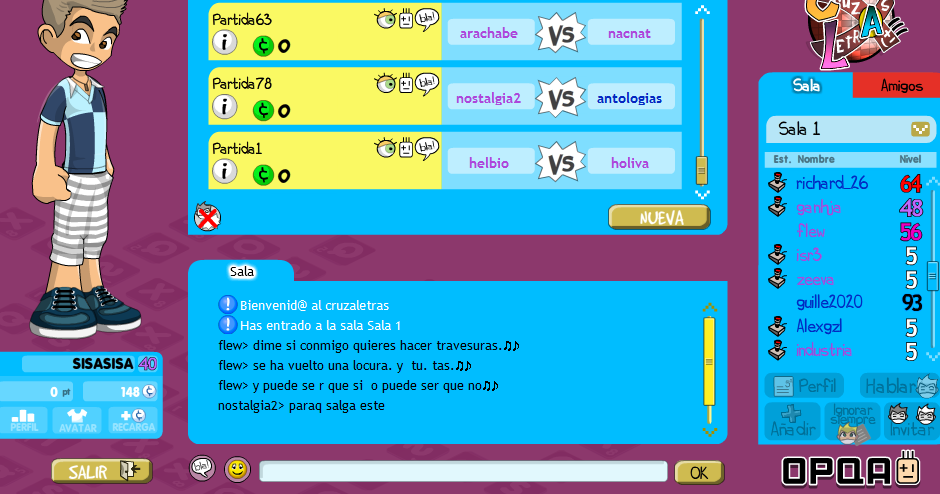 Partida63
bla!
i
¢ 0
arachabe VS nacnat
Partida78
bla!
i
¢ 0
nostalgia2 VS antologias
Partida1
bla!
i
¢ 0
helbio VS holiva
NUEVA
Sala
Bienvenid@ al cruzaletras
Has entrado a la sala Sala 1
flew> dime si conmigo quieres hacer travesuras.♫♪
flew> se ha vuelto una locura. y tu. tas.♫♪
flew> y puede se r que si o puede ser que no♫♪
nostalgia2> paraq salga este
bla!
OK
SISASISA 40
0 pt 148 ¢
PERFIL AVATAR RECARGA
SALIR
Sala Amigos
Sala 1
Est. Nombre Nivel
richard_26 64
ganhja 48
flew 56
isr3 5
zeeva 5
guille2020 93
Alexgzl 5
industria 5
Perfil Hablar
Añadir Ignorar siempre Invitar
OPQA